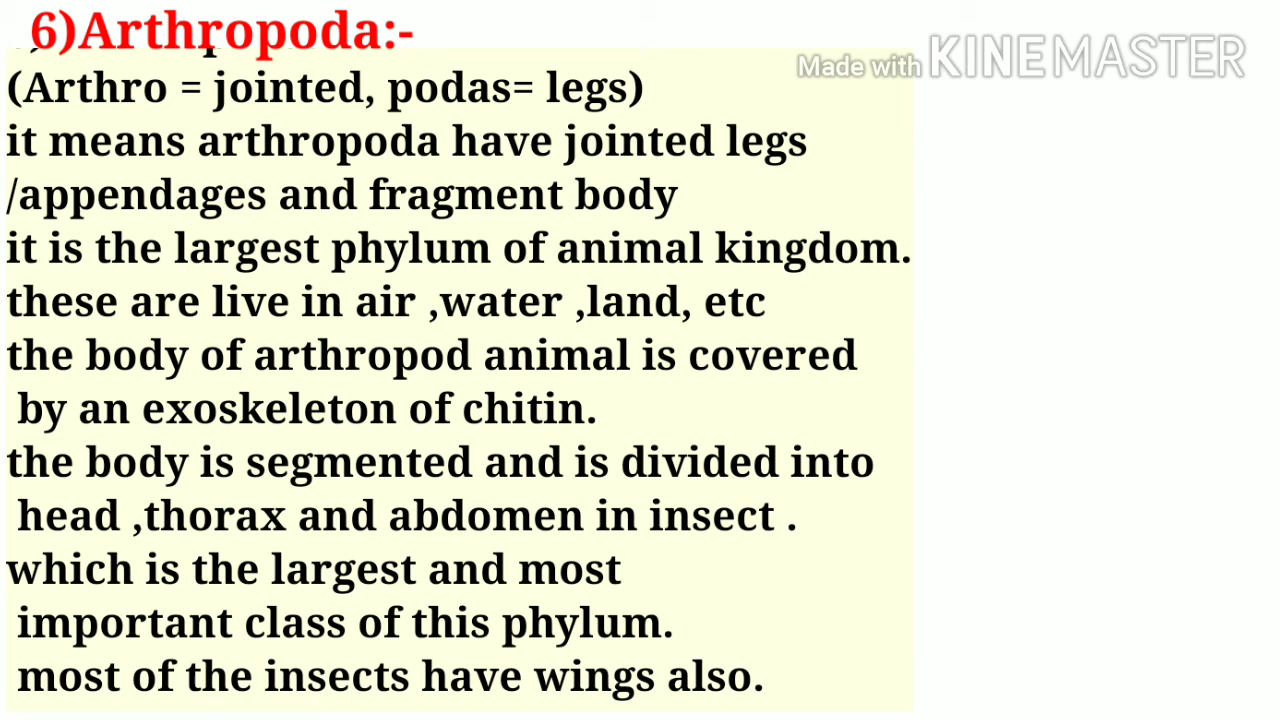 6)Arthropoda:-
Made with KINEMASTER
(Arthro = jointed, podas= legs)
it means arthropoda have jointed legs
/appendages and fragment body
it is the largest phylum of animal kingdom.
these are live in air ,water ,land, etc
the body of arthropod animal is covered
by an exoskeleton of chitin.
the body is segmented and is divided into
head ,thorax and abdomen in insect .
which is the largest and most
important class of this phylum.
most of the insects have wings also.